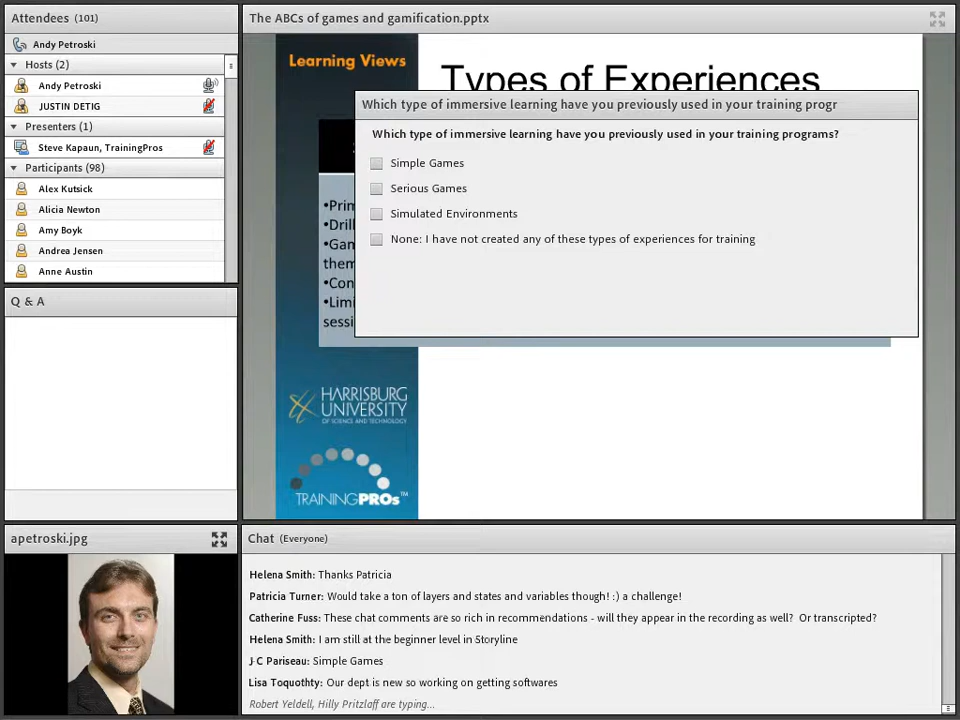 Attendees (101)
Andy Petroski
Hosts (2)
Andy Petroski
JUSTIN DETIG
Presenters (1)
Steve Kapaun, TrainingPros
Participants (98)
Alex Kutsick
Alicia Newton
Amy Boyk
Andrea Jensen
Anne Austin
Q & A
apetroski.jpg
The ABCs of games and gamification.pptx
Learning Views
Types of Experiences
Which type of immersive learning have you previously used in your training progr
Which type of immersive learning have you previously used in your training programs?
Simple Games
Serious Games
Simulated Environments
None: I have not created any of these types of experiences for training
•Prim
•Drill
•Gam
them
•Con
•Limi
sessi
HARRISBURG
UNIVERSITY
OF SCIENCE AND TECHNOLOGY
TRAININGPROs™
Chat (Everyone)
Helena Smith: Thanks Patricia
Patricia Turner: Would take a ton of layers and states and variables though! :) a challenge!
Catherine Fuss: These chat comments are so rich in recommendations - will they appear in the recording as well? Or transcripted?
Helena Smith: I am still at the beginner level in Storyline
J-C Pariseau: Simple Games
Lisa Toquothty: Our dept is new so working on getting softwares
Robert Yeldell, Hilly Pritzlaff are typing...